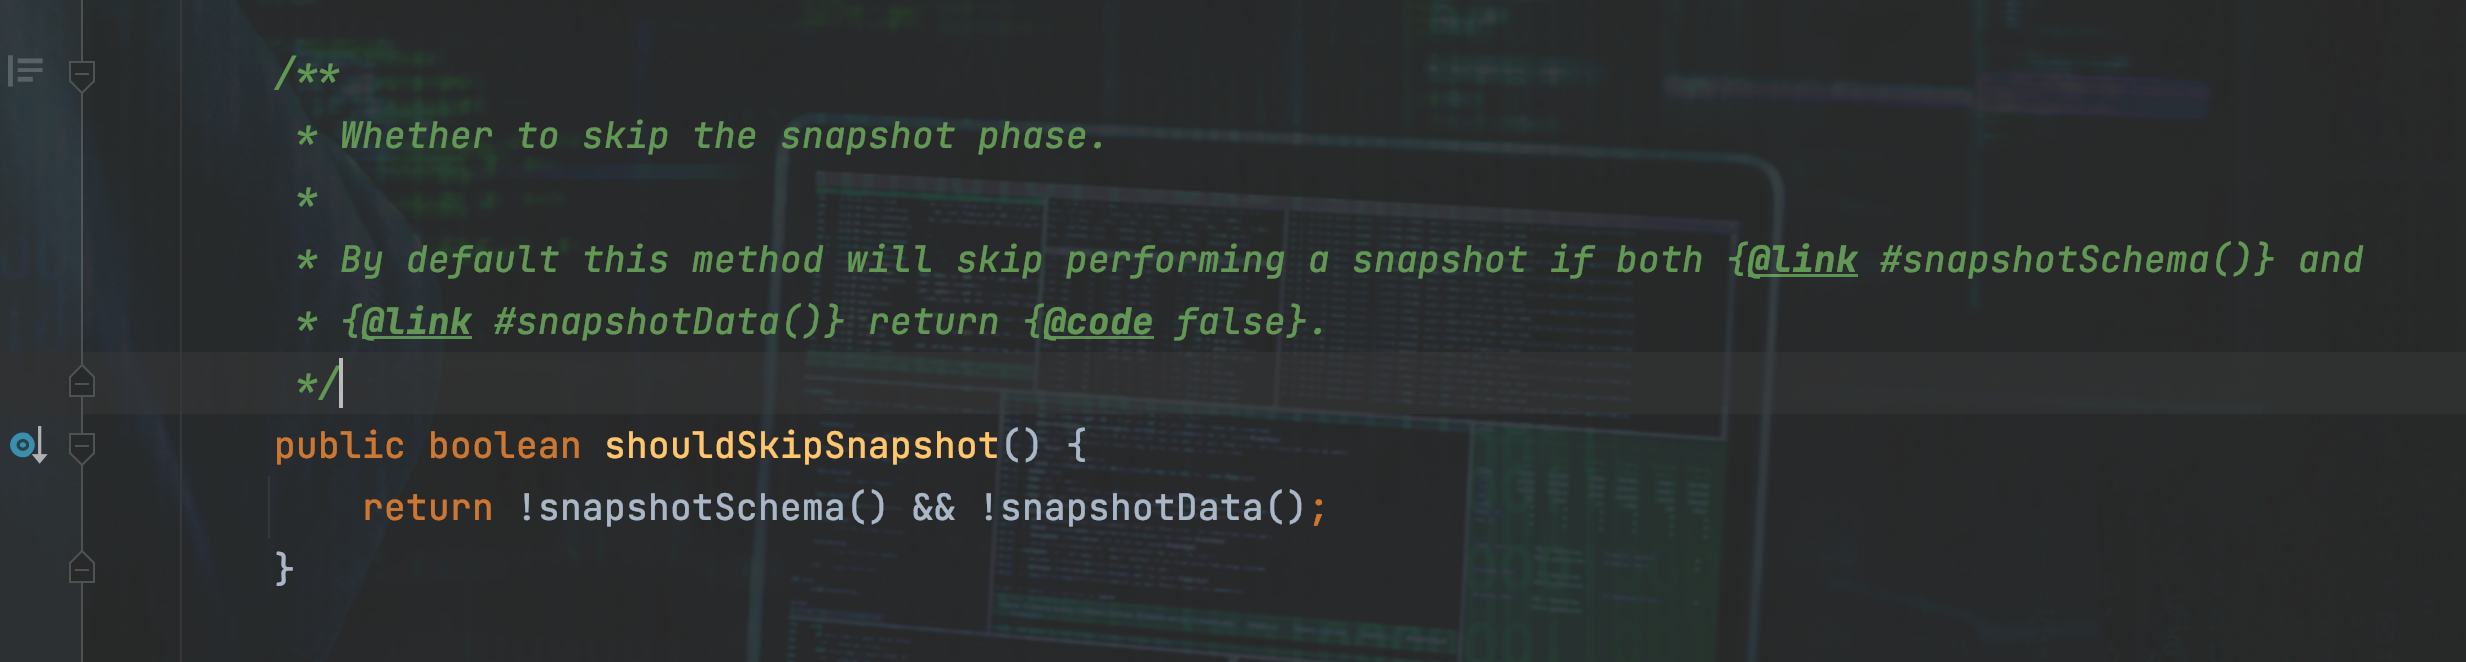 /**
* Whether to skip the snapshot phase.
*
* By default this method will skip performing a snapshot if both {@link #snapshotSchema()} and
* {@link #snapshotData()} return {@code false}.
*/
public boolean shouldSkipSnapshot() {
return !snapshotSchema() && !snapshotData();
}